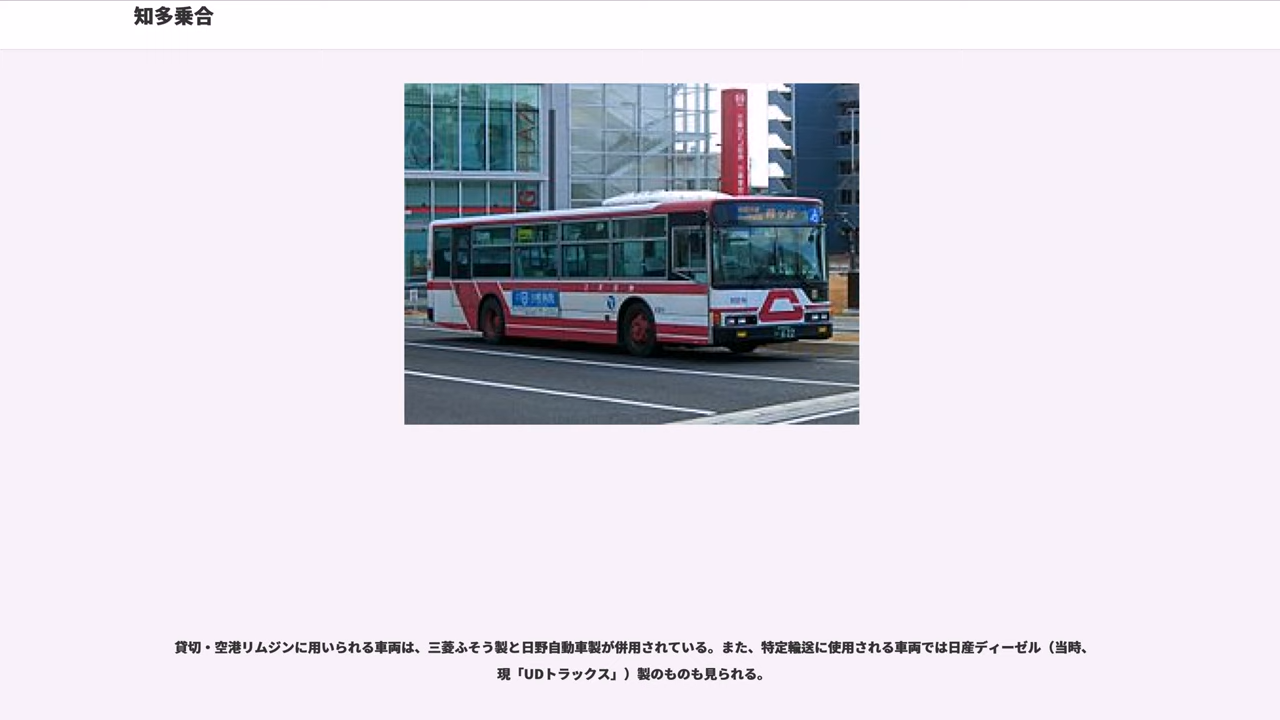 知多乗合
貸切・空港リムジンに用いられる車両は、三菱ふそう製と日野自動車製が併用されている。また、特定輸送に使用される車両では日産ディーゼル（当時、
現「UDトラックス」）製のものも見られる。